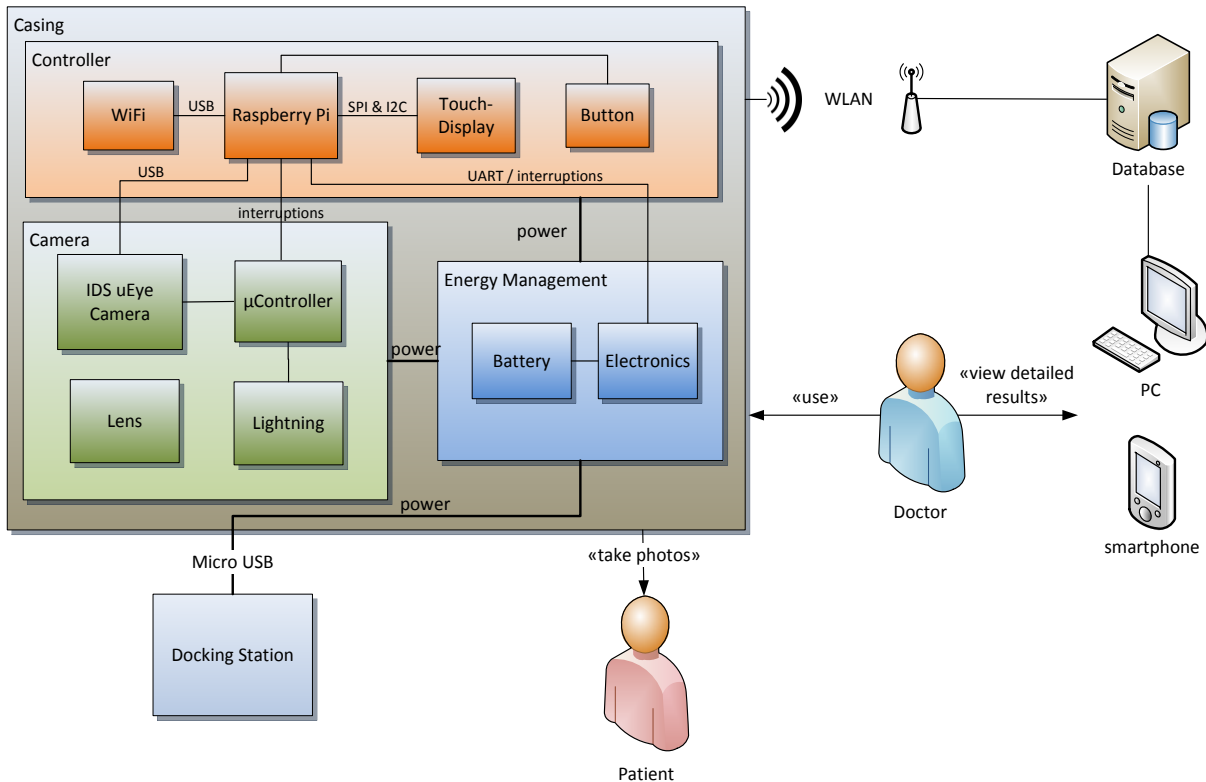 Casing
Controller
WiFi
USB
Raspberry Pi
SPI & I2C
Touch-
Display
Button
WLAN
Database
USB
UART / interruptions
interruptions
power
Camera
IDS uEye
Camera
µController
Lens
Lightning
power
Energy Management
Battery
Electronics
«use»
«view detailed
results»
PC
Doctor
smartphone
power
Micro USB
«take photos»
Docking Station
Patient